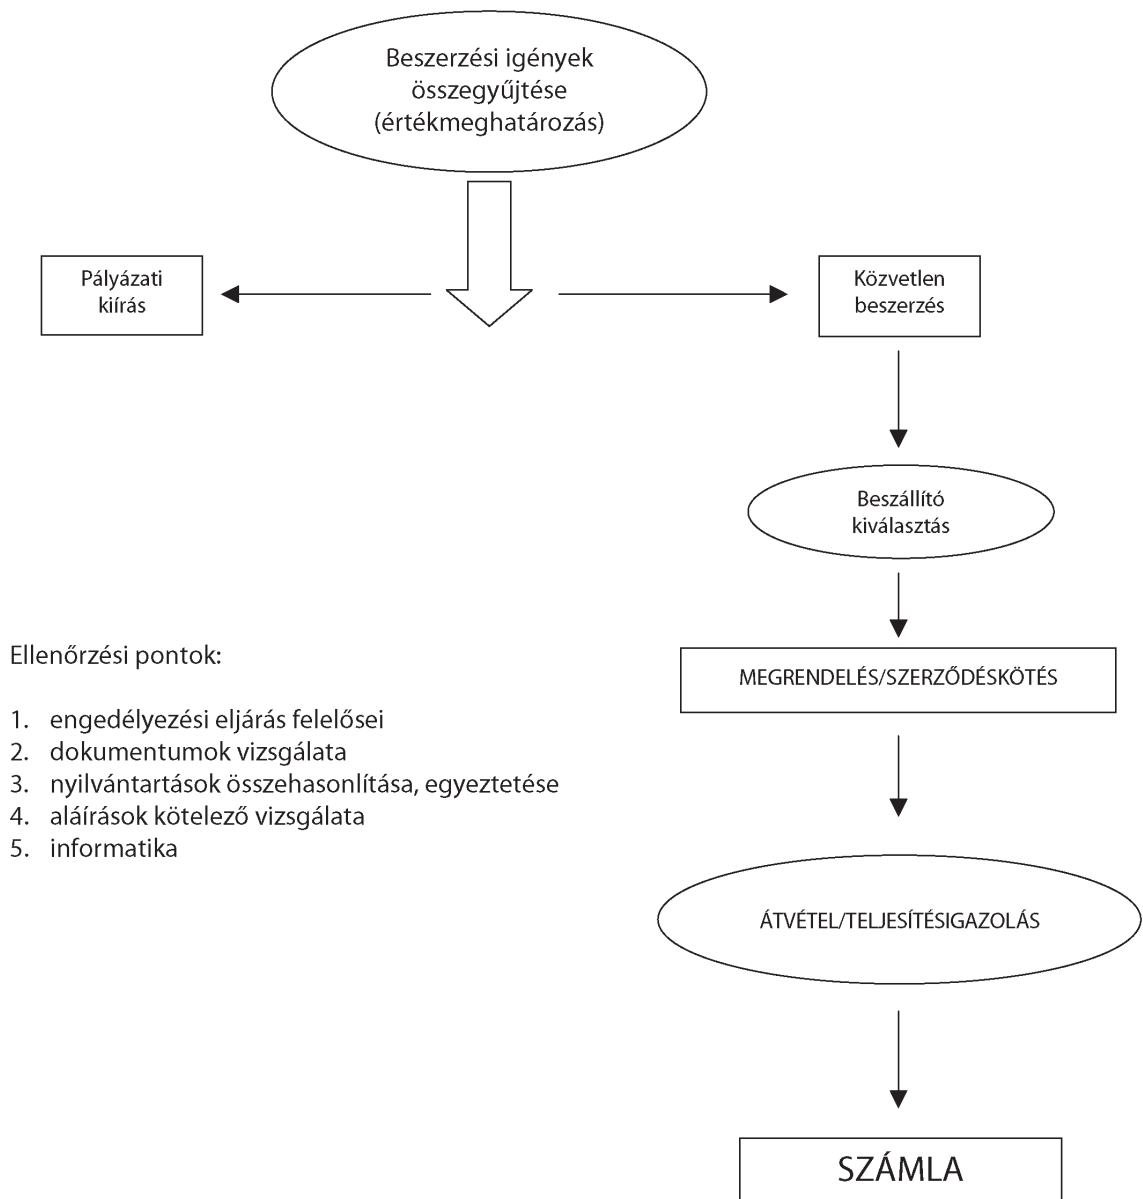 Beszerzési igények
összegyűjtése
(értékmeghatározás)
Pályázati
kiírás
Közvetlen
beszerzés
Beszállító
kiválasztás
MEGRENDELÉS/SZERZŐDÉSKÖTÉS
Ellenőrzési pontok:
1. engedélyezési eljárás felelősei
2. dokumentumok vizsgálata
3. nyilvántartások összehasonlítása, egyeztetése
4. aláírások kötelező vizsgálata
5. informatika
ÁTVÉTEL/TELJESÍTÉSIGAZOLÁS
SZÁMLA